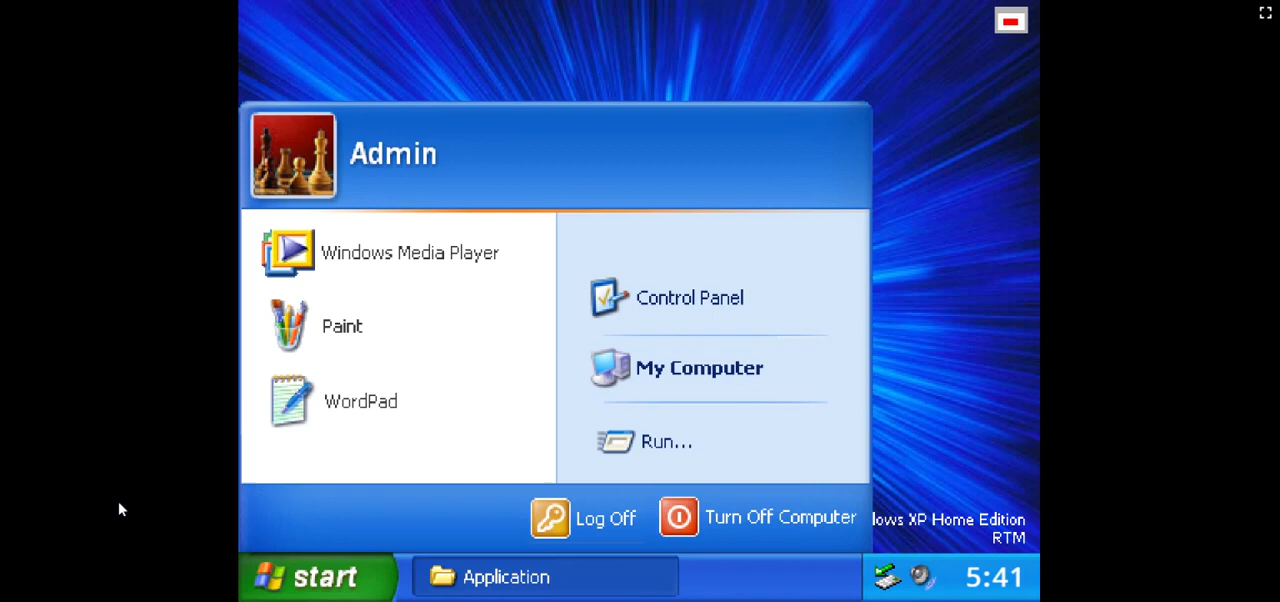 Admin
Windows Media Player
Paint
WordPad
Control Panel
My Computer
Run...
Log Off
Turn Off Computer
XP Home Edition
RTM
start
Application
5:41